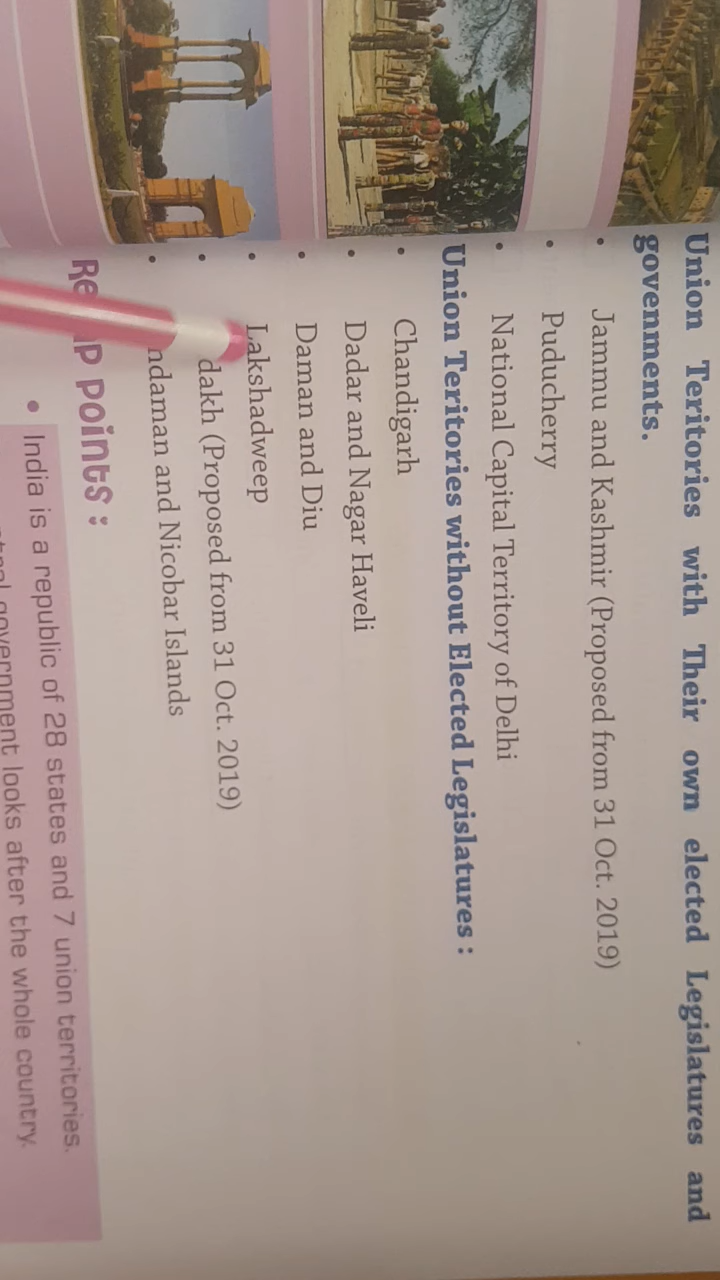 Union Teritories with Their own elected Legislatures and
govenments.
• Jammu and Kashmir (Proposed from 31 Oct. 2019)
• Puducherry
• National Capital Territory of Delhi
Union Teritories without Elected Legislatures :
• Chandigarh
• Dadar and Nagar Haveli
• Daman and Diu
• Lakshadweep
• dakh (Proposed from 31 Oct. 2019)
• ndaman and Nicobar Islands
Re p points :
• India is a republic of 28 states and 7 union territories.
government looks after the whole country.